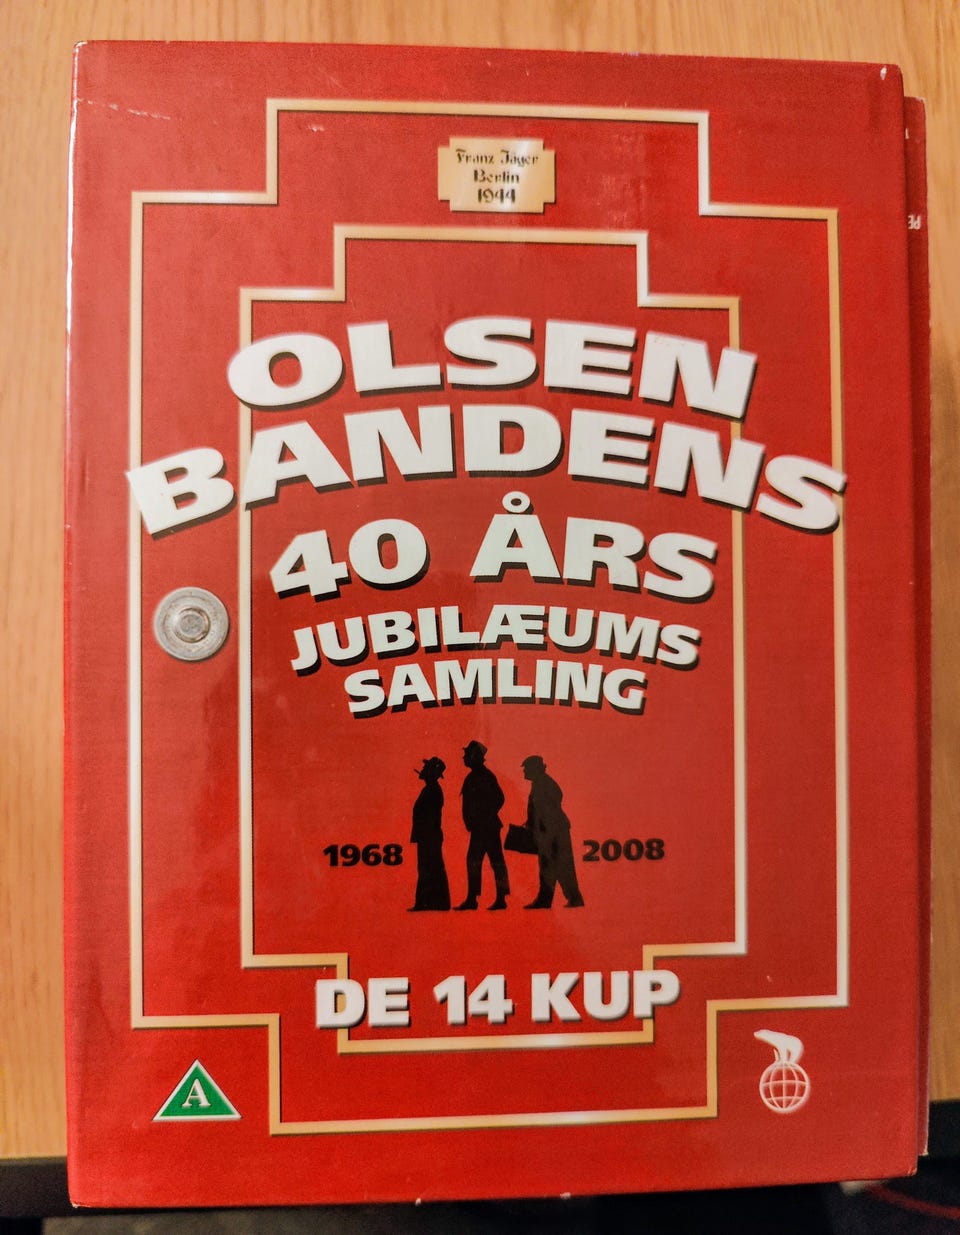 Franz Jäger
Berlin
1944
OLSEN
BANDENS
40 ÅRS
JUBILÆUMS
SAMLING
1968 2008
DE 14 KUP
A